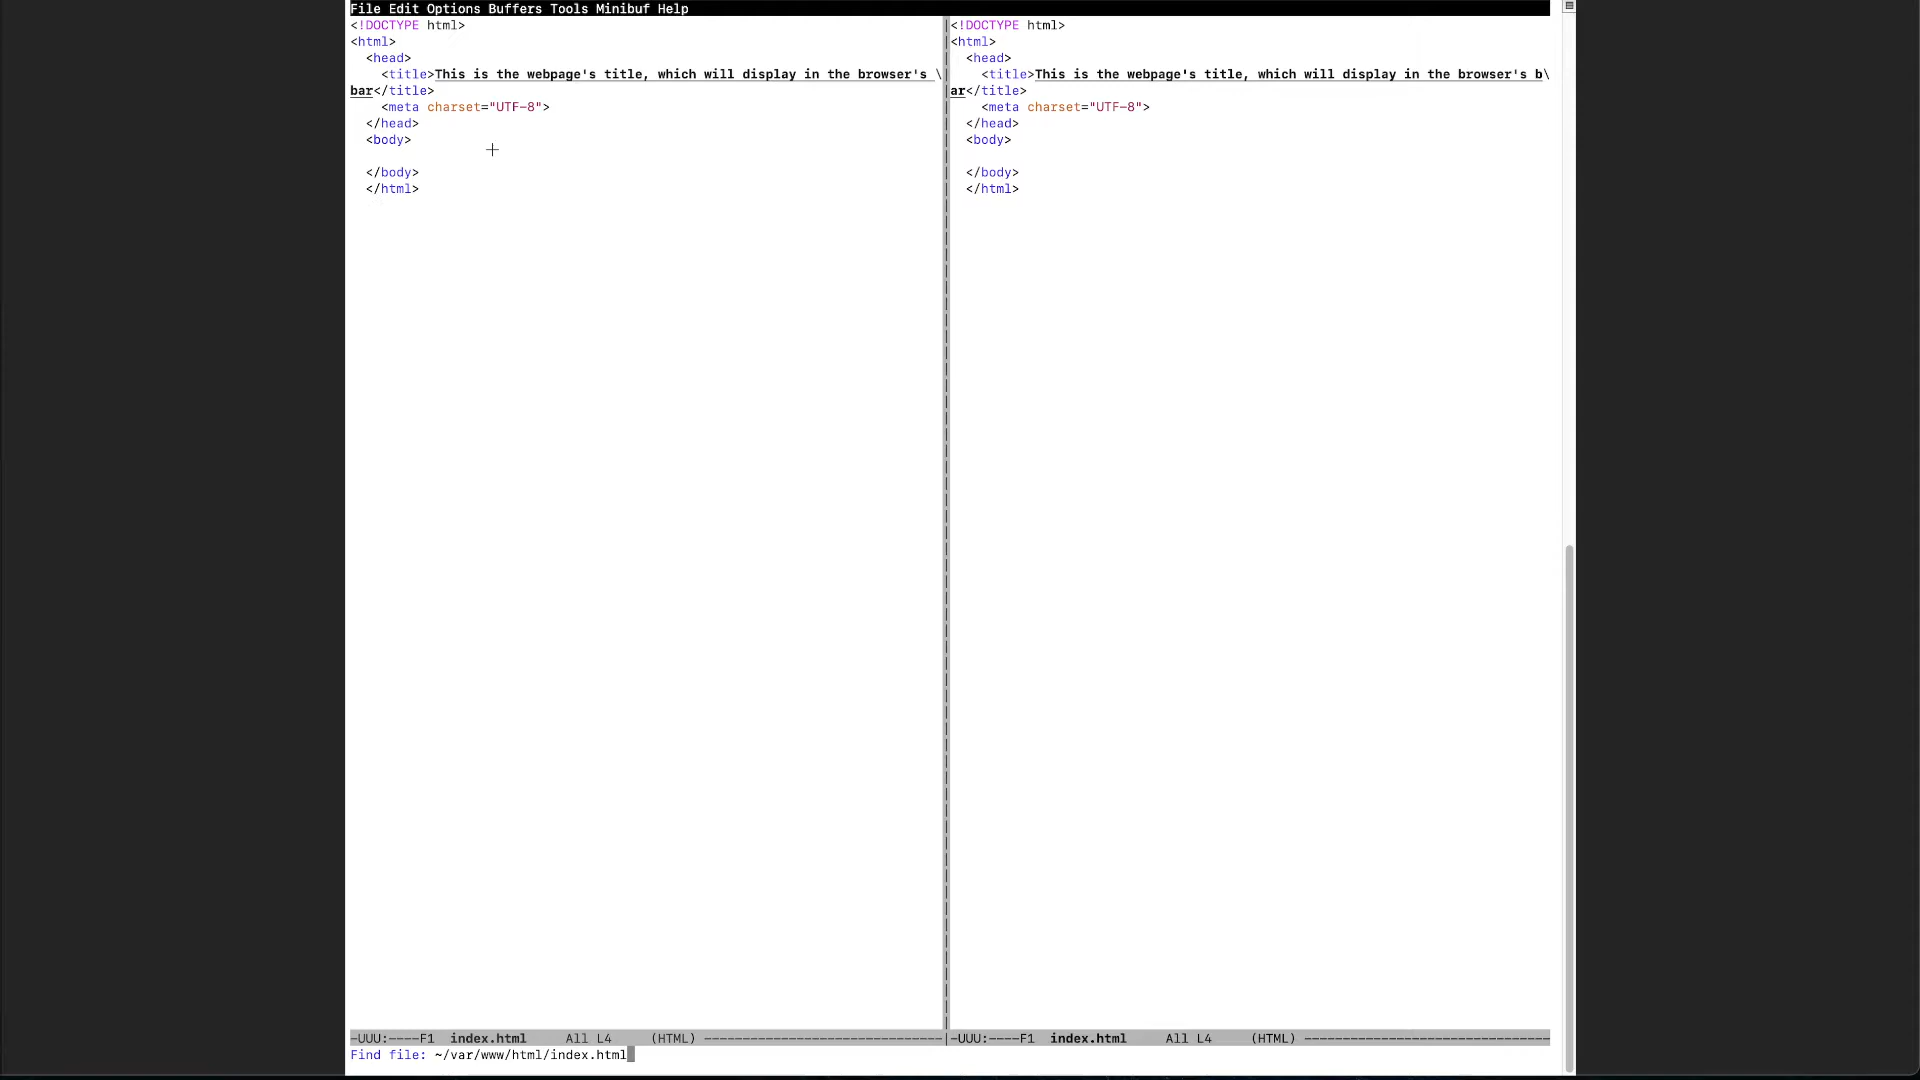 File Edit Options Buffers Tools Minibuf Help
<!DOCTYPE html>
<html>
  <head>
    <title>This is the webpage's title, which will display in the browser's \
bar</title>
    <meta charset="UTF-8">
  </head>
  <body>
  </body>
  </html>
<!DOCTYPE html>
<html>
  <head>
    <title>This is the webpage's title, which will display in the browser's b\
ar</title>
    <meta charset="UTF-8">
  </head>
  <body>
  </body>
  </html>
-UUU:----F1  index.html     All L4     (HTML) -------------------------------
-UUU:----F1  index.html     All L4     (HTML) --------------------------------
Find file: ~/var/www/html/index.html